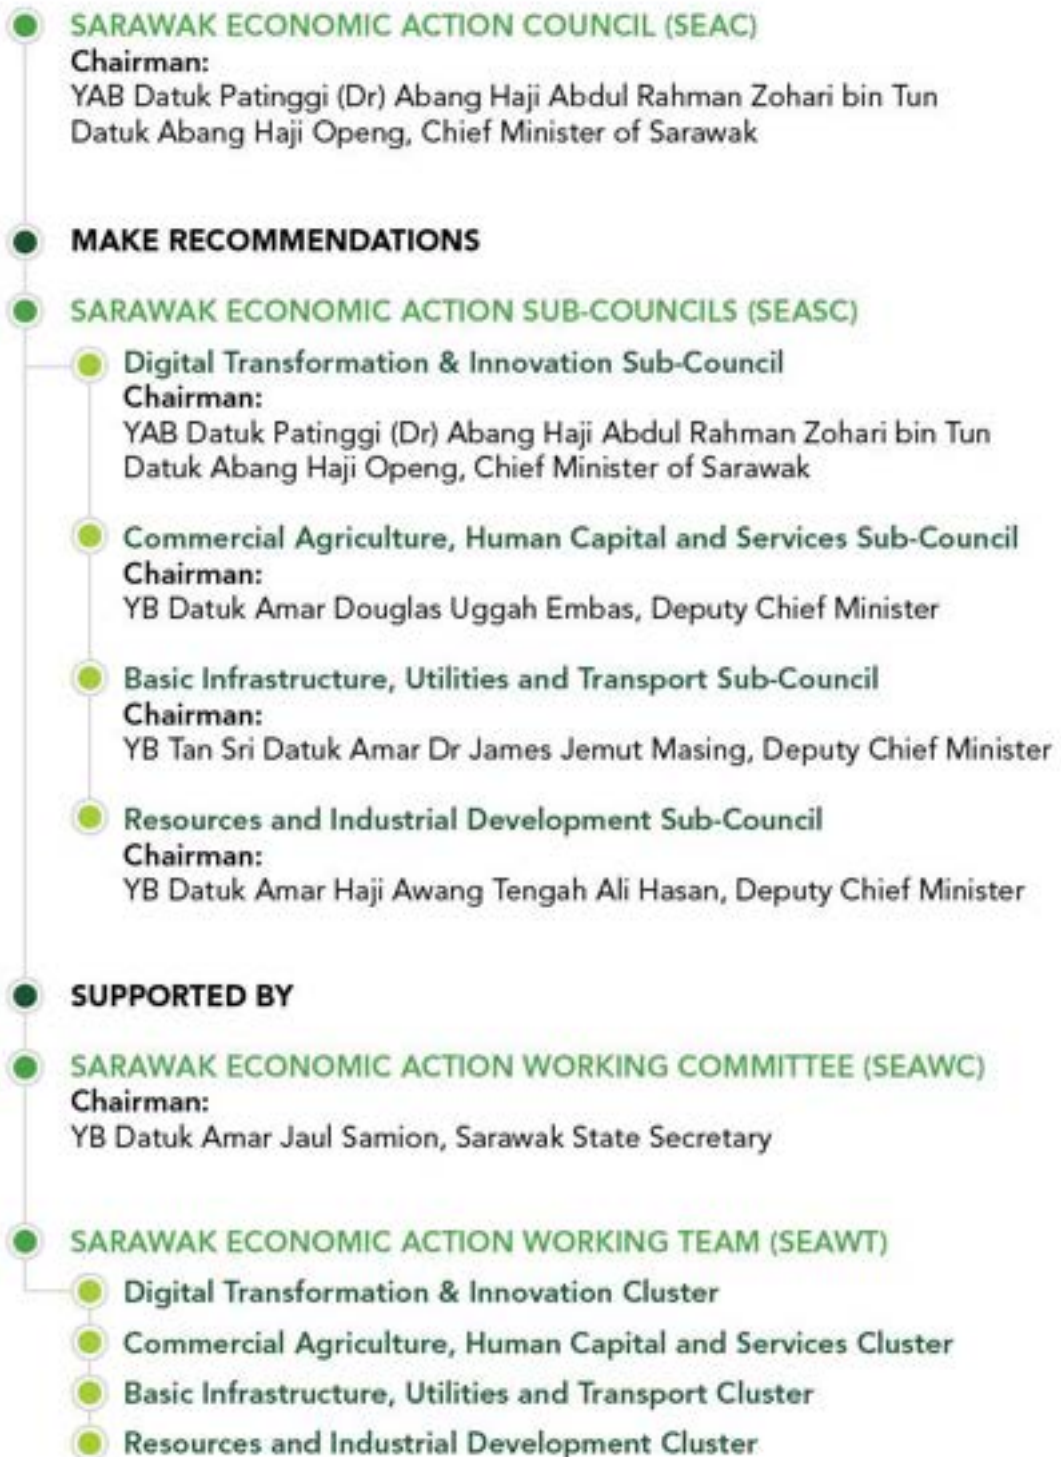 SARAWAK ECONOMIC ACTION COUNCIL (SEAC)
Chairman:
YAB Datuk Patinggi (Dr) Abang Haji Abdul Rahman Zohari bin Tun
Datuk Abang Haji Openg, Chief Minister of Sarawak
MAKE RECOMMENDATIONS
SARAWAK ECONOMIC ACTION SUB-COUNCILS (SEASC)
Digital Transformation & Innovation Sub-Council
Chairman:
YAB Datuk Patinggi (Dr) Abang Haji Abdul Rahman Zohari bin Tun
Datuk Abang Haji Openg, Chief Minister of Sarawak
Commercial Agriculture, Human Capital and Services Sub-Council
Chairman:
YB Datuk Amar Douglas Uggah Embas, Deputy Chief Minister
Basic Infrastructure, Utilities and Transport Sub-Council
Chairman:
YB Tan Sri Datuk Amar Dr James Jemut Masing, Deputy Chief Minister
Resources and Industrial Development Sub-Council
Chairman:
YB Datuk Amar Haji Awang Tengah Ali Hasan, Deputy Chief Minister
SUPPORTED BY
SARAWAK ECONOMIC ACTION WORKING COMMITTEE (SEAWC)
Chairman:
YB Datuk Amar Jaul Samion, Sarawak State Secretary
SARAWAK ECONOMIC ACTION WORKING TEAM (SEAWT)
Digital Transformation & Innovation Cluster
Commercial Agriculture, Human Capital and Services Cluster
Basic Infrastructure, Utilities and Transport Cluster
Resources and Industrial Development Cluster